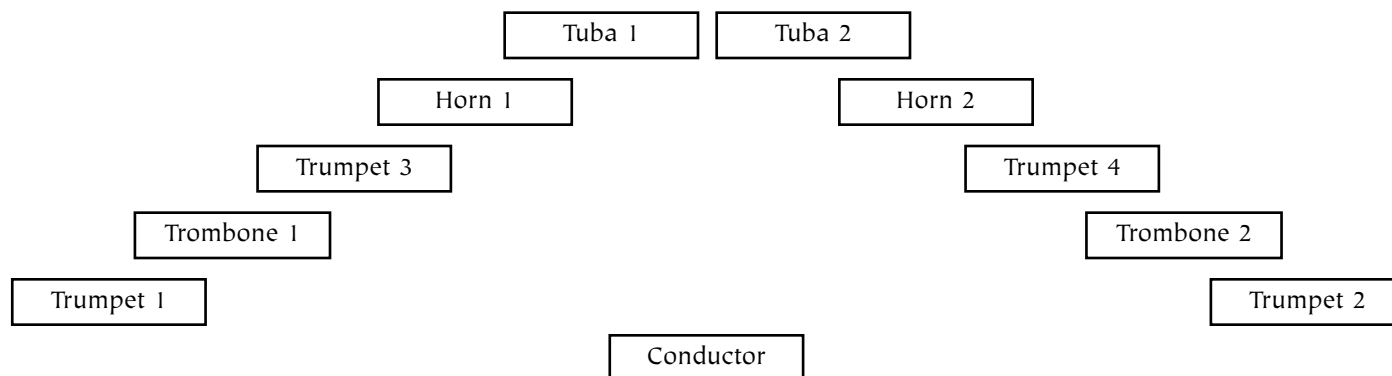 Tuba 1 Tuba 2
Horn 1 Horn 2
Trumpet 3 Trumpet 4
Trombone 1 Trombone 2
Trumpet 1 Trumpet 2
Conductor